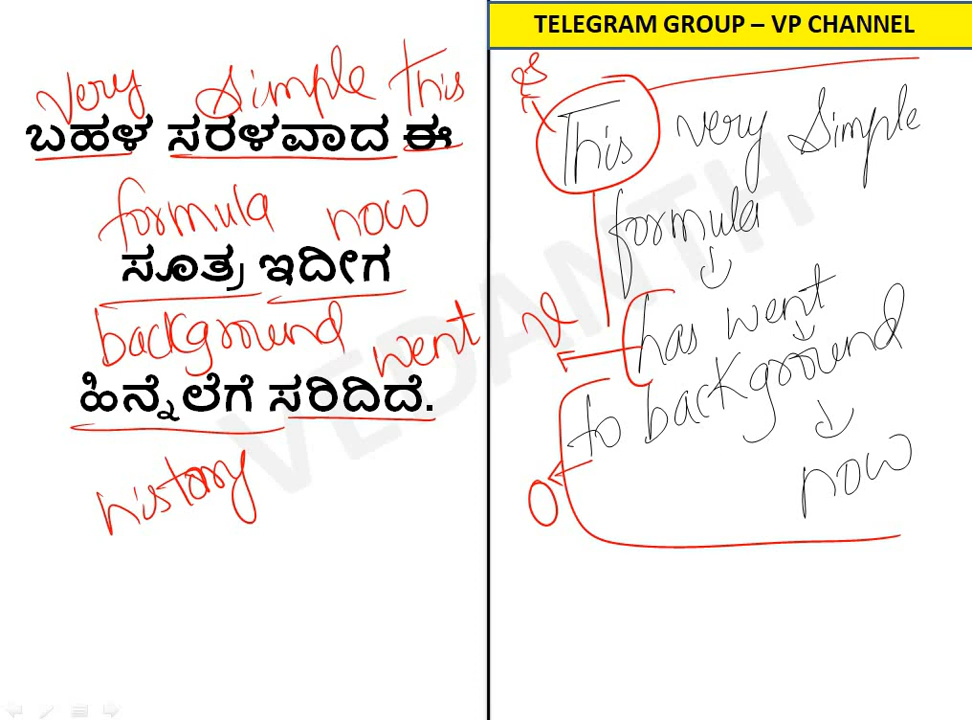 TELEGRAM GROUP – VP CHANNEL
very simple this
ಬಹಳ ಸರಳವಾದ ಈ
formula now
ಸೂತ್ರ ಇದೀಗ
background went
ಹಿನ್ನೆಲೆಗೆ ಸರಿದಿದೆ.
history
S
This very simple
formula
V
has went
to background
O
now
VEDANTH